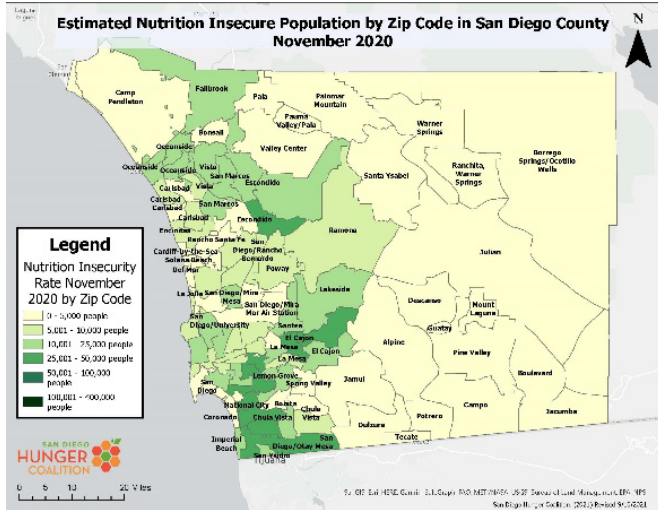 Estimated Nutrition Insecure Population by Zip Code in San Diego County
November 2020
N
Camp
Pendleton
Fallbrook
Pala
Palomar
Mountain
Pauma
Valley/Pala
Bonsall
Valley Center
Warner
Springs
Borrego
Springs/Ocotillo
Wells
Ranchita,
Warner
Springs
Santa Ysabel
Oceanside
Oceanside
Oceanside
Vista
San Marcos
Escondido
Carlsbad
Vista
Carlsbad
Carlsbad
San Marcos
Carlsbad
Escondido
Encinitas
Rancho Santa Fe
San
Diego/Rancho
Bernardo
Ramona
Cardiff-by-the-Sea
Solana Beach
Del Mar
Poway
Julian
La Jolla
San Diego/Mira
Mesa
San Diego/Mira
Mar Air Station
Lakeside
San
Diego/University
Santee
Descanso
Mount
Laguna
El Cajon
La Mesa
El Cajon
La Mesa
Guatay
Alpine
Pine Valley
Boulevard
Lemon Grove
Spring Valley
Jamul
San
Diego
National City
Bonita
Coronado
Chula Vista
Chula
Vista
Dulzura
Potrero
Campo
Jacumba
Tecate
Imperial
Beach
San
Diego/Otay Mesa
San Ysidro
Tijuana
Legend
Nutrition Insecurity
Rate November
2020 by Zip Code
0 - 5,000 people
5,001 - 10,000 people
10,001 - 25,000 people
25,001 - 50,000 people
50,001 - 100,000
people
100,001 - 400,000
people
SAN DIEGO
HUNGER
COALITION
0 5 10 20 Miles
San Diego Hunger Coalition. (2021) Revised